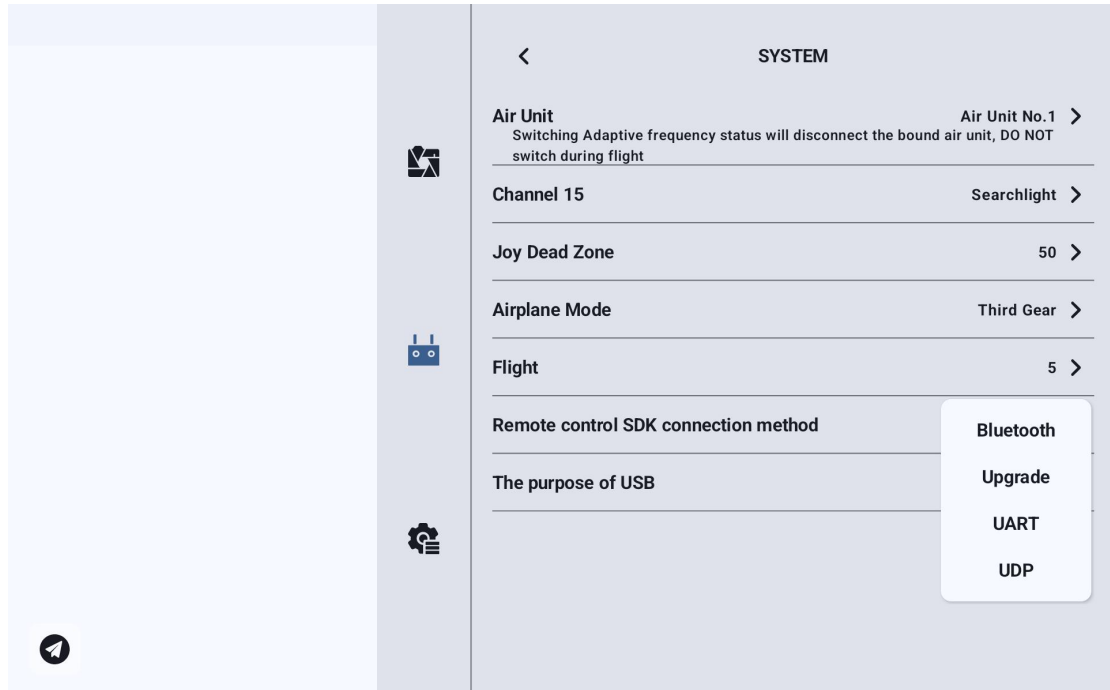 SYSTEM
Air Unit
Air Unit No.1
Switching Adaptive frequency status will disconnect the bound air unit, DO NOT
switch during flight
Channel 15
Searchlight
Joy Dead Zone
50
Airplane Mode
Third Gear
Flight
5
Remote control SDK connection method
The purpose of USB
Bluetooth
Upgrade
UART
UDP